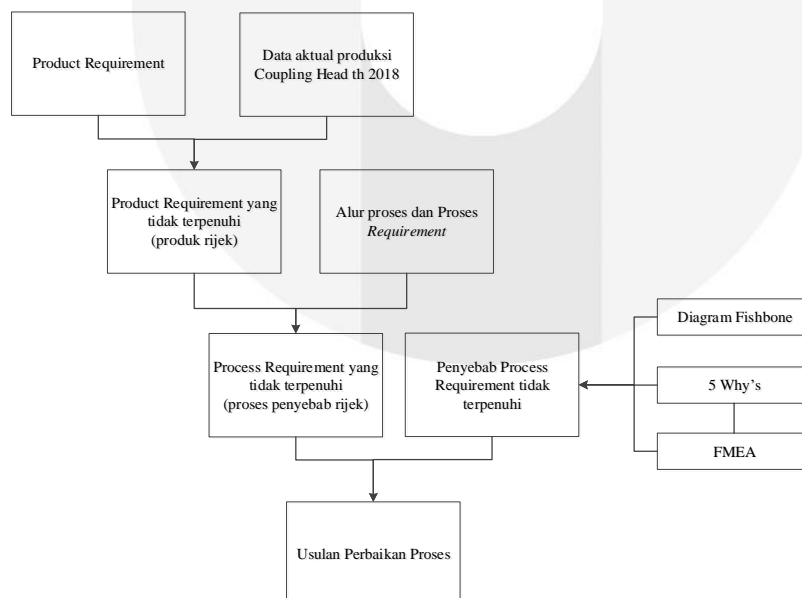 Product Requirement
Data aktual produksi
Coupling Head th 2018
Product Requirement yang
tidak terpenuhi
(produk rijek)
Alur proses dan Proses
Requirement
Process Requirement yang
tidak terpenuhi
(proses penyebab rijek)
Penyebab Process
Requirement tidak
terpenuhi
Diagram Fishbone
5 Why's
FMEA
Usulan Perbaikan Proses